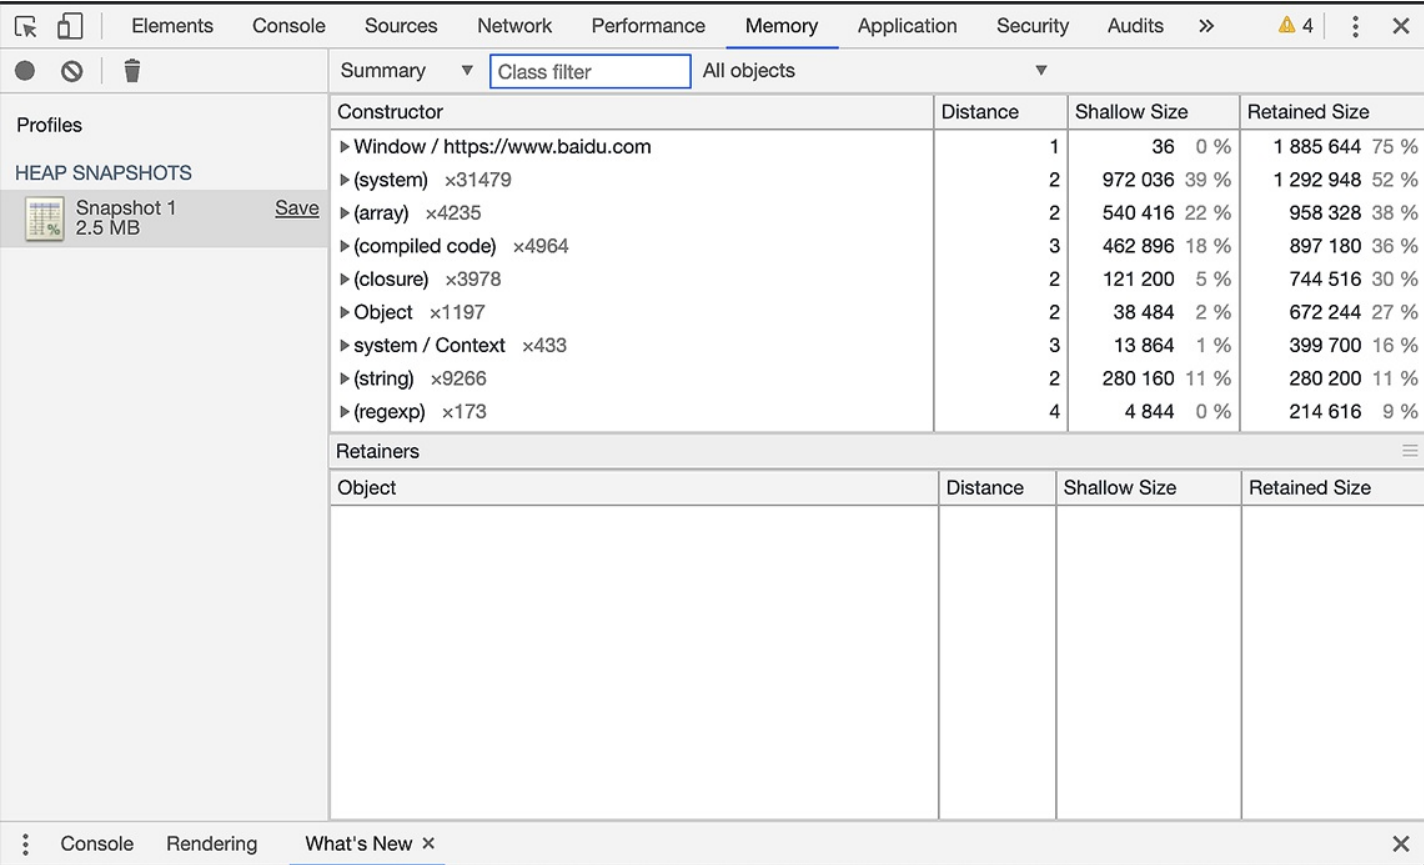 Elements Console Sources Network Performance Memory Application Security Audits » 4
Summary Class filter All objects
Profiles
HEAP SNAPSHOTS
Snapshot 1 Save
2.5 MB
Constructor Distance Shallow Size Retained Size
Window / https://www.baidu.com 1 36 0 % 1 885 644 75 %
(system) ×31479 2 972 036 39 % 1 292 948 52 %
(array) ×4235 2 540 416 22 % 958 328 38 %
(compiled code) ×4964 3 462 896 18 % 897 180 36 %
(closure) ×3978 2 121 200 5 % 744 516 30 %
Object ×1197 2 38 484 2 % 672 244 27 %
system / Context ×433 3 13 864 1 % 399 700 16 %
(string) ×9266 2 280 160 11 % 280 200 11 %
(regexp) ×173 4 4 844 0 % 214 616 9 %
Retainers
Object Distance Shallow Size Retained Size
Console Rendering What's New ×